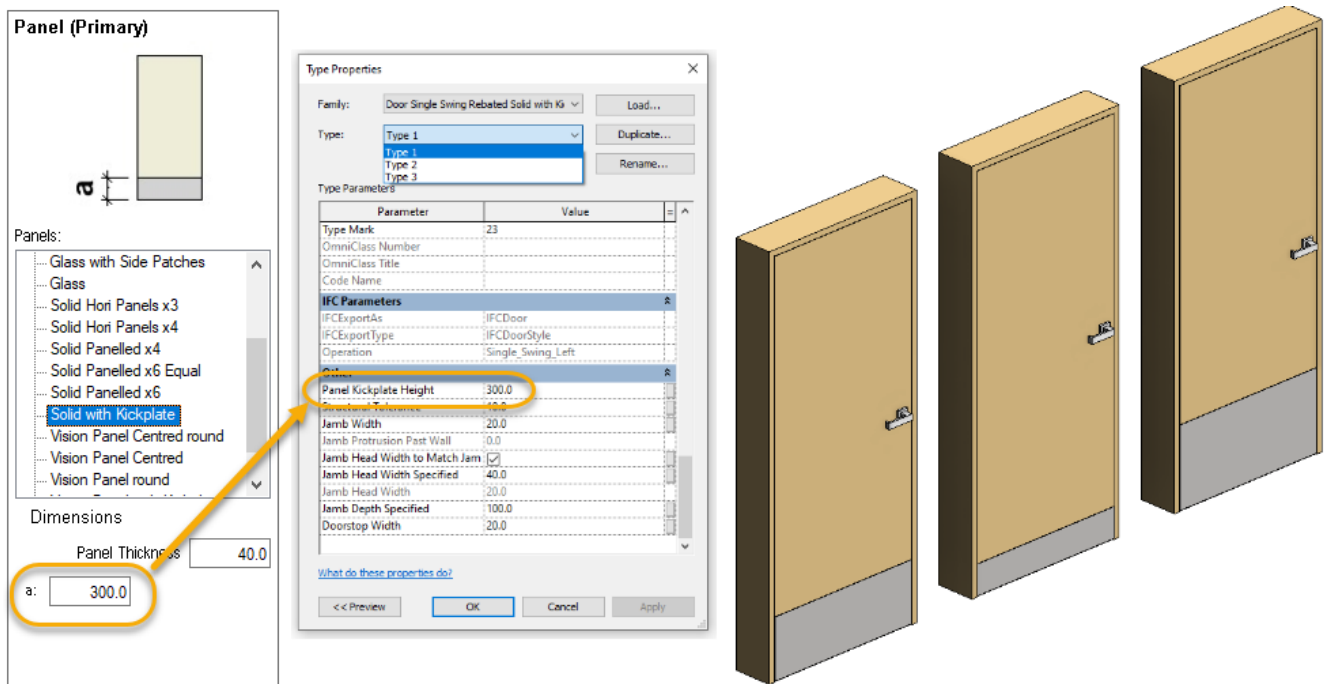 Panel (Primary)
a
Panels:
Glass with Side Patches
Glass
Solid Hori Panels x3
Solid Hori Panels x4
Solid Panelled x4
Solid Panelled x6 Equal
Solid Panelled x6
Solid with Kickplate
Vision Panel Centred round
Vision Panel Centred
Vision Panel round
Dimensions
Panel Thickness 40.0
a: 300.0
Type Properties
Family: Door Single Swing Rebated Solid with Ki Load...
Type: Type 1 Duplicate...
Type 1
Type 2
Type 3
Rename...
Type Parameters
Parameter Value =
Type Mark 23
OmniClass Number
OmniClass Title
Code Name
IFC Parameters
IFCExportAs IFCDoor
IFCExportType IFCDoorStyle
Operation Single_Swing_Left
Other
Panel Kickplate Height 300.0
Structural Tolerance 10.0
Jamb Width 20.0
Jamb Protrusion Past Wall 0.0
Jamb Head Width to Match Jam
Jamb Head Width Specified 40.0
Jamb Head Width 20.0
Jamb Depth Specified 100.0
Doorstop Width 20.0
What do these properties do?
<< Preview OK Cancel Apply